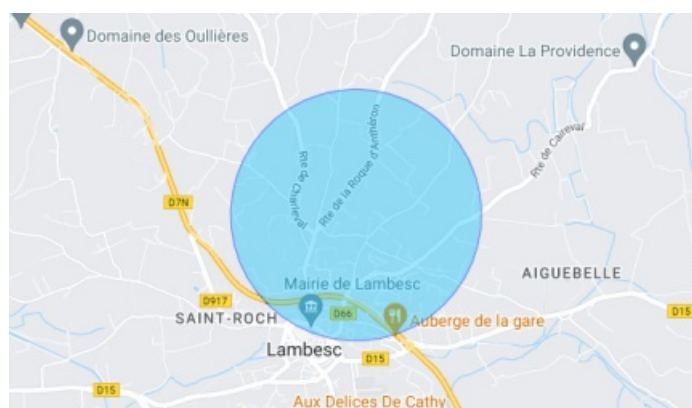 Domaine des Oullières
Domaine La Providence
Rte de Charleval
Rte de la Roque d'Anthéron
Rte de Caireval
D7N
AIGUEBELLE
Mairie de Lambesc
D917
D66
D15
SAINT-ROCH
Auberge de la gare
Lambesc
D15
D15
Aux Delices De Cathy